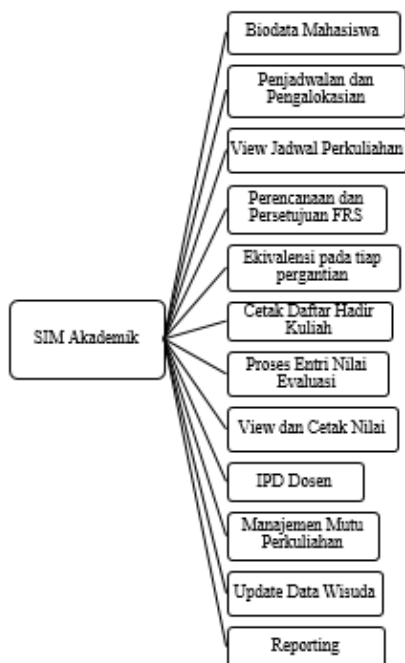 Biodata Mahasiswa
Penjadwalan dan
Pengalokasian
View Jadwal Perkuliahan
Perencanaan dan
Persetujuan FRS
Ekivalensi pada tiap
pergantian
SIM Akademik
Cetak Daftar Hadir
Kuliah
Proses Entri Nilai
Evaluasi
View dan Cetak Nilai
IPD Dosen
Manajemen Mutu
Perkuliahan
Update Data Wisuda
Reporting